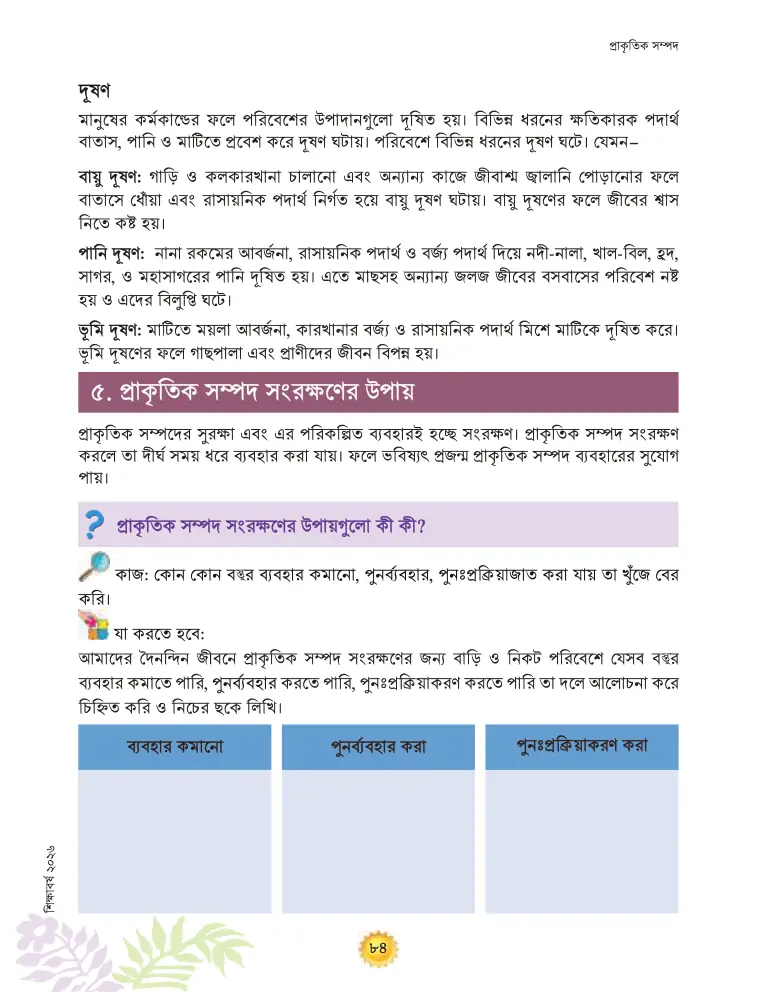 প্রাকৃতিক সম্পদ
দূষণ
মানুষের কর্মকান্ডের ফলে পরিবেশের উপাদানগুলো দূষিত হয়। বিভিন্ন ধরনের ক্ষতিকারক পদার্থ
বাতাস, পানি ও মাটিতে প্রবেশ করে দূষণ ঘটায়। পরিবেশে বিভিন্ন ধরনের দূষণ ঘটে। যেমন–
বায়ু দূষণ: গাড়ি ও কলকারখানা চালানো এবং অন্যান্য কাজে জীবাশ্ম জ্বালানি পোড়ানোর ফলে
বাতাসে ধোঁয়া এবং রাসায়নিক পদার্থ নির্গত হয়ে বায়ু দূষণ ঘটায়। বায়ু দূষণের ফলে জীবের শ্বাস
নিতে কষ্ট হয়।
পানি দূষণ: নানা রকমের আবর্জনা, রাসায়নিক পদার্থ ও বর্জ্য পদার্থ দিয়ে নদী-নালা, খাল-বিল, হ্রদ,
সাগর, ও মহাসাগরের পানি দূষিত হয়। এতে মাছসহ অন্যান্য জলজ জীবের বসবাসের পরিবেশ নষ্ট
হয় ও এদের বিলুপ্তি ঘটে।
ভূমি দূষণ: মাটিতে ময়লা আবর্জনা, কারখানার বর্জ্য ও রাসায়নিক পদার্থ মিশে মাটিকে দূষিত করে।
ভূমি দূষণের ফলে গাছপালা এবং প্রাণীদের জীবন বিপন্ন হয়।
৫. প্রাকৃতিক সম্পদ সংরক্ষণের উপায়
প্রাকৃতিক সম্পদের সুরক্ষা এবং এর পরিকল্পিত ব্যবহারই হচ্ছে সংরক্ষণ। প্রাকৃতিক সম্পদ সংরক্ষণ
করলে তা দীর্ঘ সময় ধরে ব্যবহার করা যায়। ফলে ভবিষ্যৎ প্রজন্ম প্রাকৃতিক সম্পদ ব্যবহারের সুযোগ
পায়।
? প্রাকৃতিক সম্পদ সংরক্ষণের উপায়গুলো কী কী?
কাজ: কোন কোন বস্তুর ব্যবহার কমানো, পুনর্ব্যবহার, পুনঃপ্রক্রিয়াজাত করা যায় তা খুঁজে বের
করি।
যা করতে হবে:
আমাদের দৈনন্দিন জীবনে প্রাকৃতিক সম্পদ সংরক্ষণের জন্য বাড়ি ও নিকট পরিবেশে যেসব বস্তুর
ব্যবহার কমাতে পারি, পুনর্ব্যবহার করতে পারি, পুনঃপ্রক্রিয়াকরণ করতে পারি তা দলে আলোচনা করে
চিহ্নিত করি ও নিচের ছকে লিখি।
ব্যবহার কমানো
পুনর্ব্যবহার করা
পুনঃপ্রক্রিয়াকরণ করা
শিক্ষাবর্ষ ২০২৬
৮৪